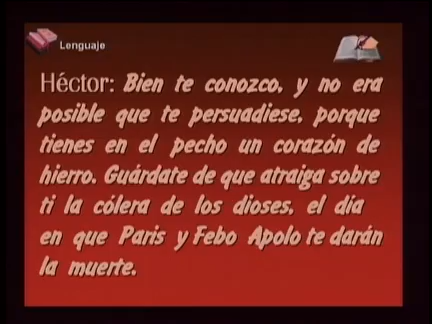 Lenguaje
Héctor: Bien te conozco, y no era
posible que te persuadiese, porque
tienes en el pecho un corazón de
hierro. Guárdate de que atraiga sobre
ti la cólera de los dioses, el día
en que Paris y Febo Apolo te darán
la muerte.